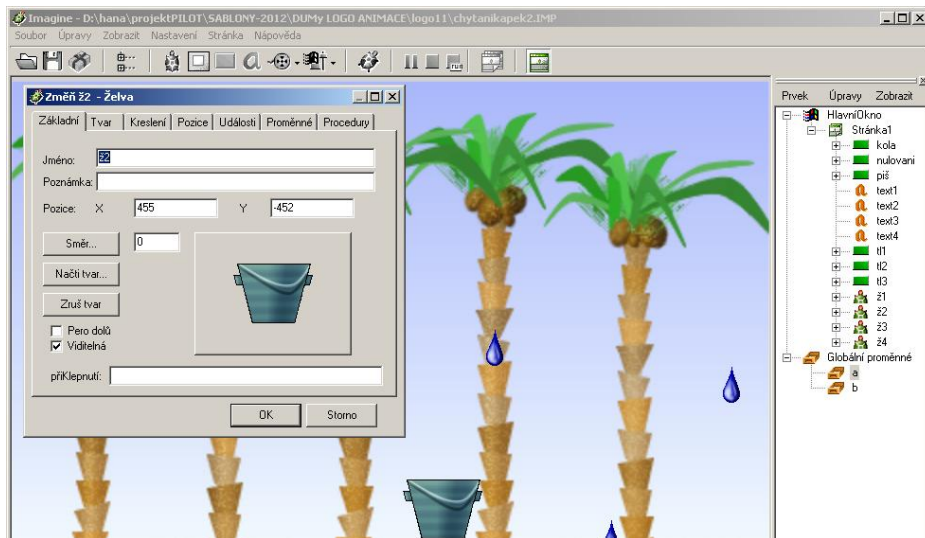 Imagine - D:\hana\projektPILOT\SABLONY-2012\DUMy LOGO ANIMACE\logo11\chytanikapek2.IMP
Soubor Úpravy Zobrazit Nastavení Stránka Nápověda
true
Změň ž2 - Želva
Základní Tvar Kreslení Pozice Události Proměnné Procedury
Jméno: ž2
Poznámka:
Pozice: X 455 Y -452
Směr... 0
Načti tvar...
Zruš tvar
Pero dolů
Viditelná
přiKlepnutí:
OK Storno
Prvek Úpravy Zobrazit
HlavníOkno
Stránka1
kola
nulovani
piš
text1
text2
text3
text4
tl1
tl2
tl3
ž1
ž2
ž3
ž4
Globální proměnné
a
b